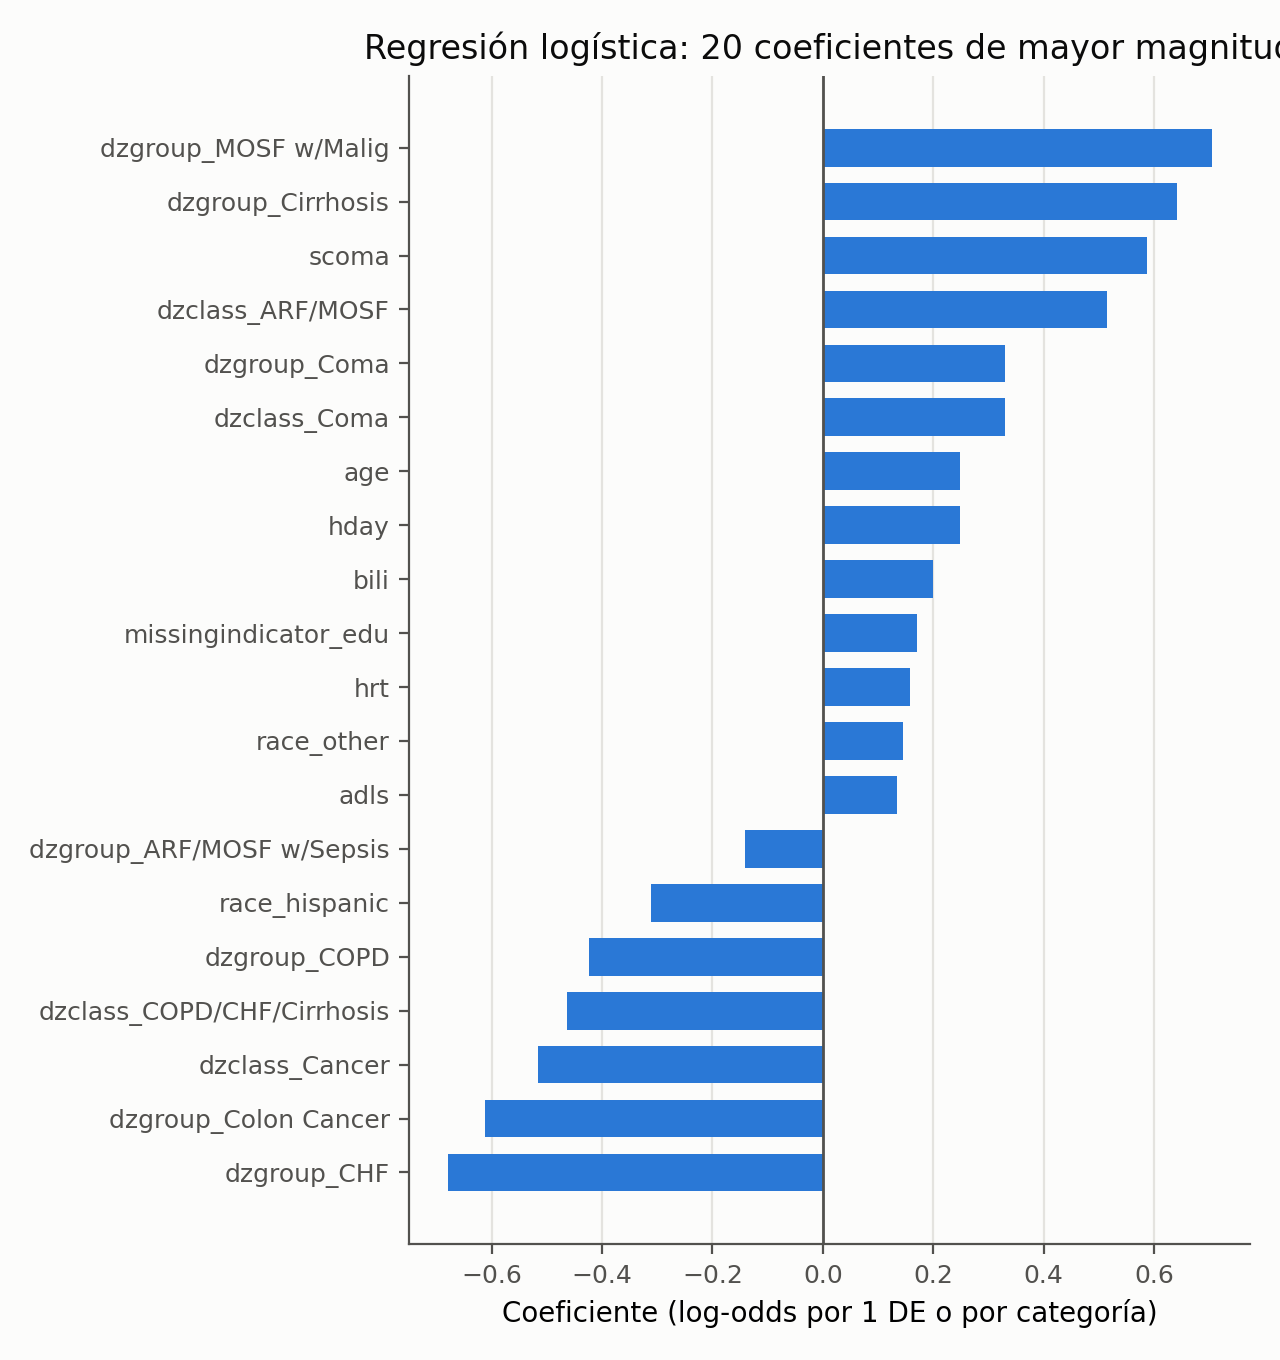 Regresión logística: 20 coeficientes de mayor
dzgroup_MOSF w/Malig
dzgroup_Cirrhosis
scoma
dzclass_ARF/MOSF
dzgroup_Coma
dzclass_Coma
age
hday
bili
missingindicator_edu
hrt
race_other
adls
dzgroup_ARF/MOSF w/Sepsis
race_hispanic
dzgroup_COPD
dzclass_COPD/CHF/Cirrhosis
dzclass_Cancer
dzgroup_Colon Cancer
dzgroup_CHF
−0.6 −0.4 −0.2 0.0 0.2 0.4 0.6
Coeficiente (log-odds por 1 DE o por categoría)